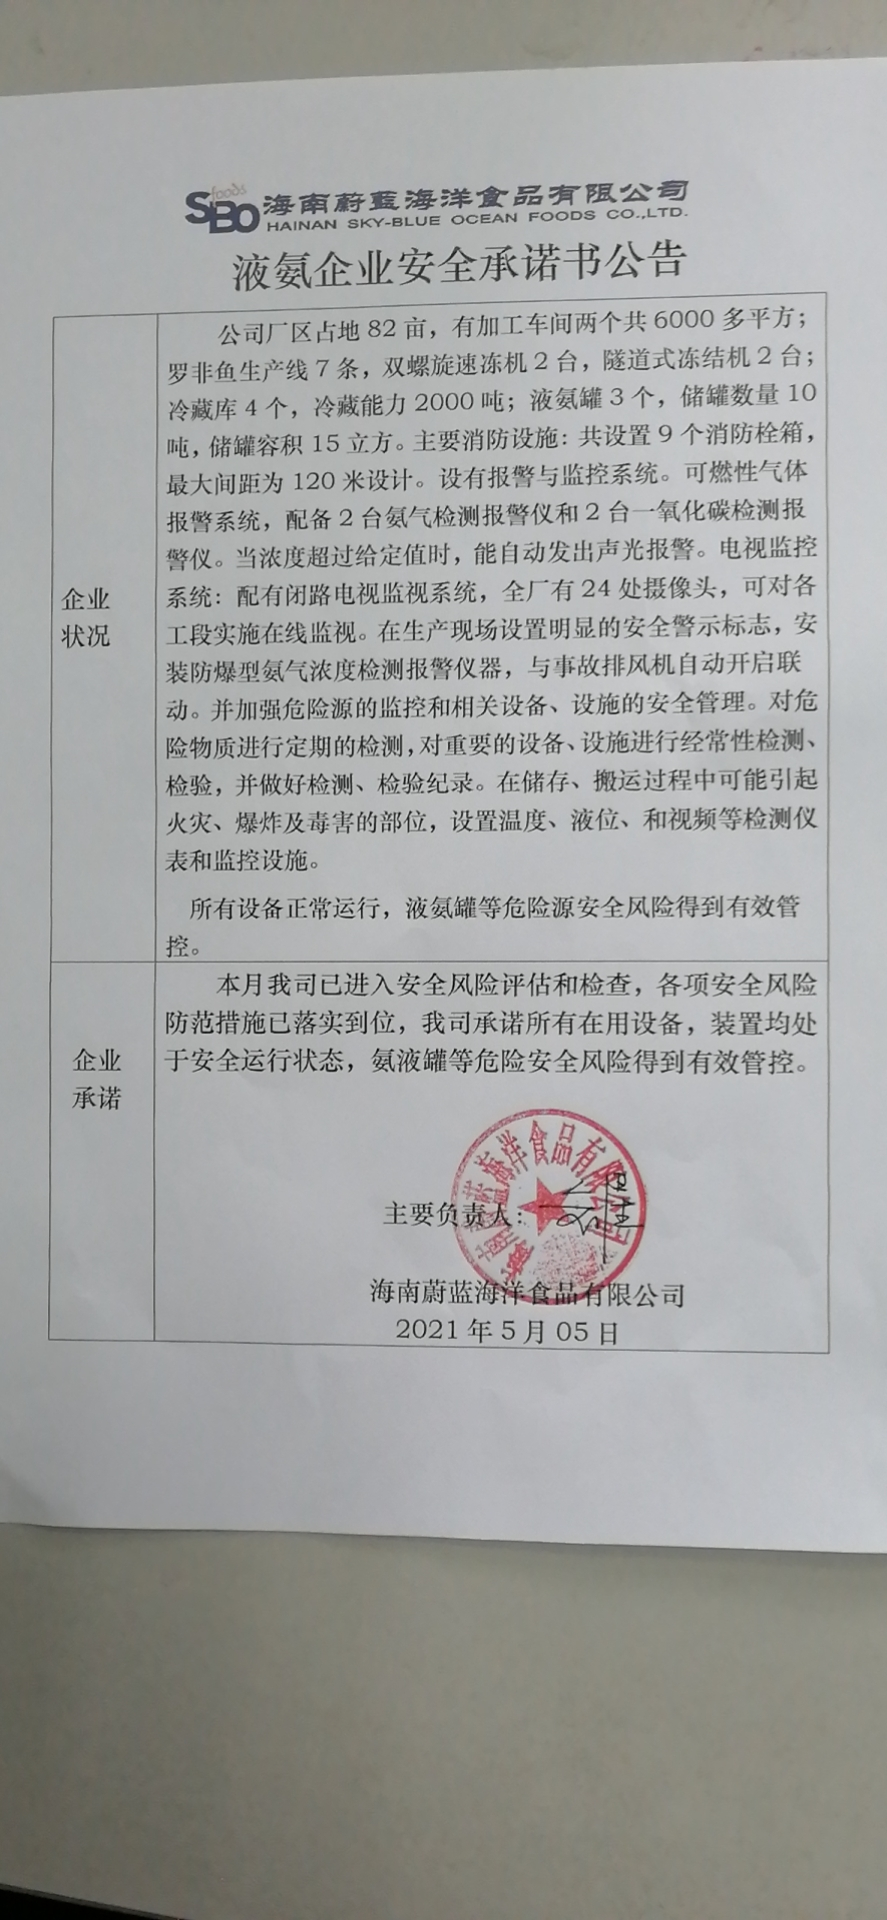 foods
SBO 海南蔚蓝海洋食品有限公司
HAINAN SKY-BLUE OCEAN FOODS CO.,LTD.
液氨企业安全承诺书公告
企业
状况
公司厂区占地 82 亩，有加工车间两个共 6000 多平方；
罗非鱼生产线 7 条，双螺旋速冻机 2 台，隧道式冻结机 2 台；
冷藏库 4 个，冷藏能力 2000 吨；液氨罐 3 个，储罐数量 10
吨，储罐容积 15 立方。主要消防设施：共设置 9 个消防栓箱，
最大间距为 120 米设计。设有报警与监控系统。可燃性气体
报警系统，配备 2 台氨气检测报警仪和 2 台一氧化碳检测报
警仪。当浓度超过给定值时，能自动发出声光报警。电视监控
系统：配有闭路电视监视系统，全厂有 24 处摄像头，可对各
工段实施在线监视。在生产现场设置明显的安全警示标志，安
装防爆型氨气浓度检测报警仪器，与事故排风机自动开启联
动。并加强危险源的监控和相关设备、设施的安全管理。对危
险物质进行定期的检测，对重要的设备、设施进行经常性检测、
检验，并做好检测、检验纪录。在储存、搬运过程中可能引起
火灾、爆炸及毒害的部位，设置温度、液位、和视频等检测仪
表和监控设施。
所有设备正常运行，液氨罐等危险源安全风险得到有效管
控。
企业
承诺
本月我司已进入安全风险评估和检查，各项安全风险
防范措施已落实到位，我司承诺所有在用设备，装置均处
于安全运行状态，氨液罐等危险安全风险得到有效管控。
海南蔚蓝海洋食品有限公司
主要负责人：
海南蔚蓝海洋食品有限公司
2021 年 5 月 05 日